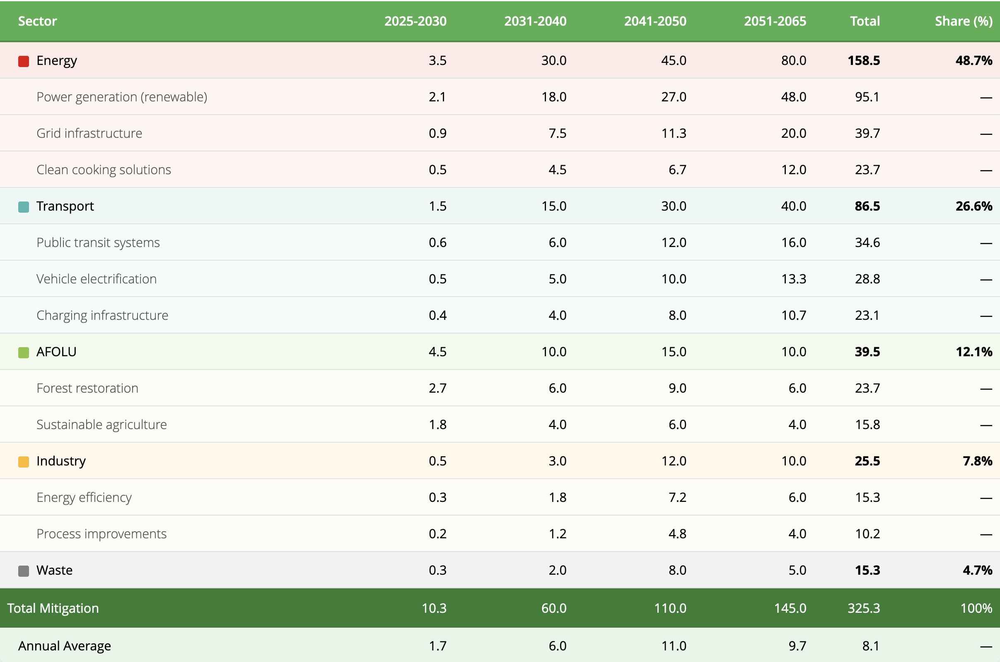 Sector 2025-2030 2031-2040 2041-2050 2051-2065 Total Share (%)
Energy 3.5 30.0 45.0 80.0 158.5 48.7%
Power generation (renewable) 2.1 18.0 27.0 48.0 95.1 —
Grid infrastructure 0.9 7.5 11.3 20.0 39.7 —
Clean cooking solutions 0.5 4.5 6.7 12.0 23.7 —
Transport 1.5 15.0 30.0 40.0 86.5 26.6%
Public transit systems 0.6 6.0 12.0 16.0 34.6 —
Vehicle electrification 0.5 5.0 10.0 13.3 28.8 —
Charging infrastructure 0.4 4.0 8.0 10.7 23.1 —
AFOLU 4.5 10.0 15.0 10.0 39.5 12.1%
Forest restoration 2.7 6.0 9.0 6.0 23.7 —
Sustainable agriculture 1.8 4.0 6.0 4.0 15.8 —
Industry 0.5 3.0 12.0 10.0 25.5 7.8%
Energy efficiency 0.3 1.8 7.2 6.0 15.3 —
Process improvements 0.2 1.2 4.8 4.0 10.2 —
Waste 0.3 2.0 8.0 5.0 15.3 4.7%
Total Mitigation 10.3 60.0 110.0 145.0 325.3 100%
Annual Average 1.7 6.0 11.0 9.7 8.1 —